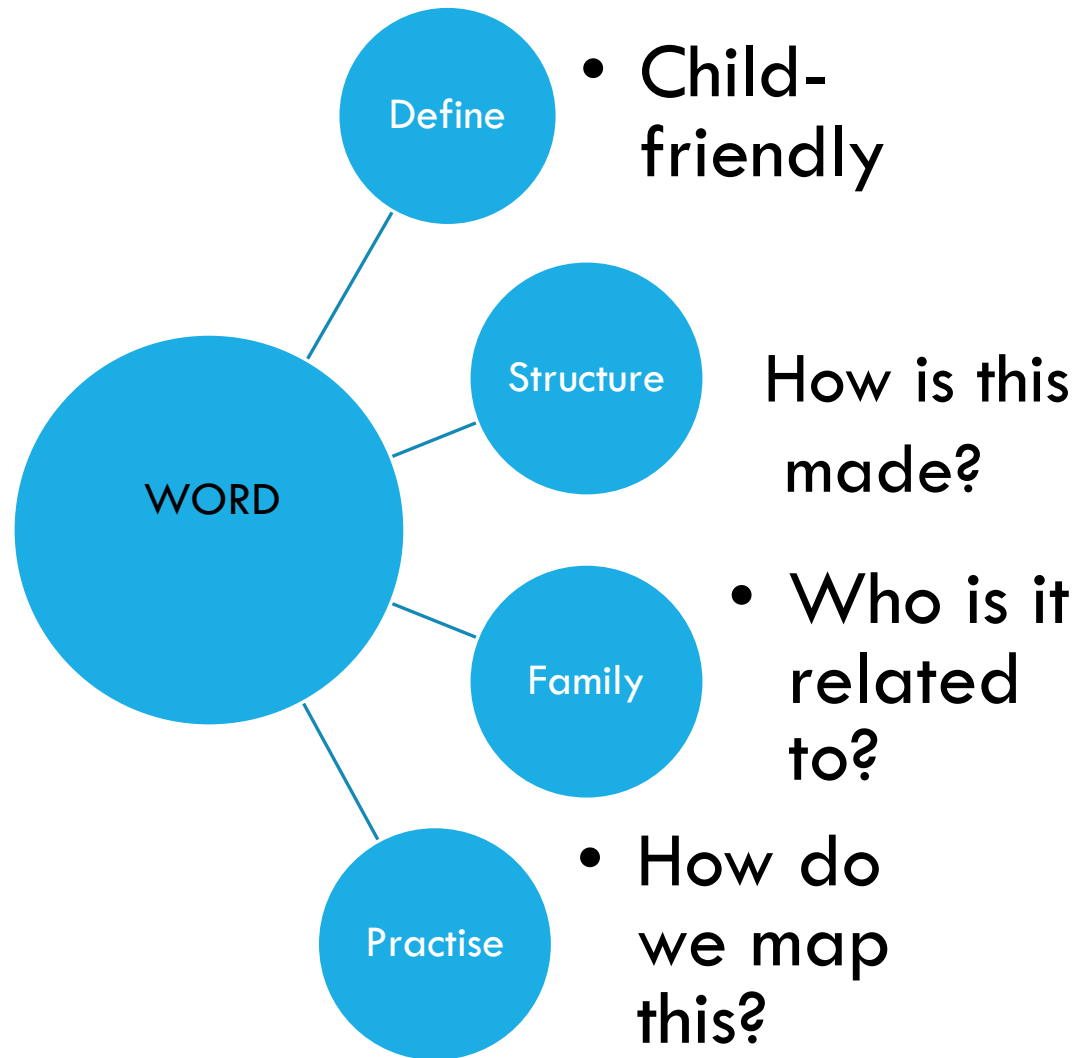 Define
• Child-
friendly
Structure
How is this
made?
WORD
Family
• Who is it
related
to?
Practise
• How do
we map
this?